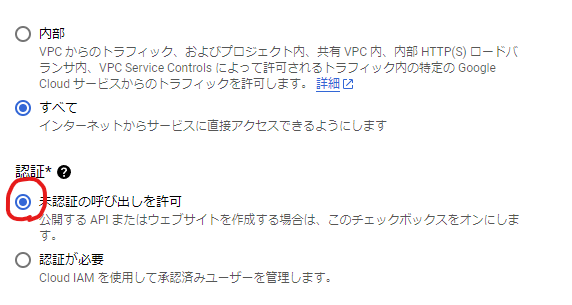 内部
VPC からのトラフィック、およびプロジェクト内、共有 VPC 内、内部 HTTP(S) ロードバ
ランサ内、VPC Service Controls によって許可されるトラフィック内の特定の Google
Cloud サービスからのトラフィックを許可します。 詳細
すべて
インターネットからサービスに直接アクセスできるようにします
認証*
未認証の呼び出しを許可
公開する API またはウェブサイトを作成する場合は、このチェックボックスをオンにしま
す。
認証が必要
Cloud IAM を使用して承認済みユーザーを管理します。